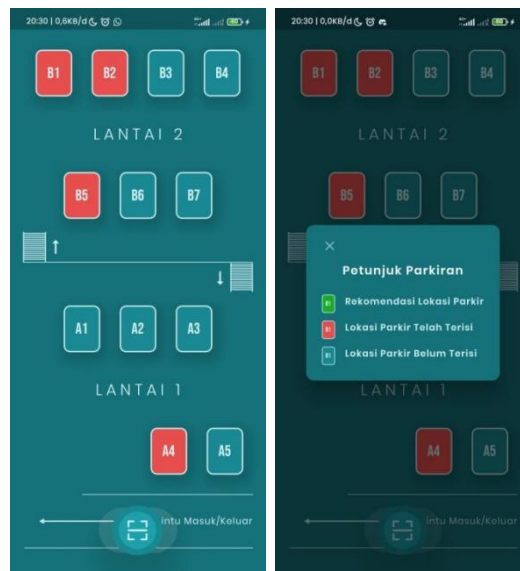 20:30 | 0,6KB/d
B1 B2 B3 B4
LANTAI 2
B5 B6 B7
A1 A2 A3
LANTAI 1
A4 A5
intu Masuk/Keluar
20:30 | 0,0KB/d
B1 B2 B3 B4
LANTAI 2
B5 B6 B7
Petunjuk Parkiran
Rekomendasi Lokasi Parkir
Lokasi Parkir Telah Terisi
Lokasi Parkir Belum Terisi
LANTAI 1
A4 A5
intu Masuk/Keluar